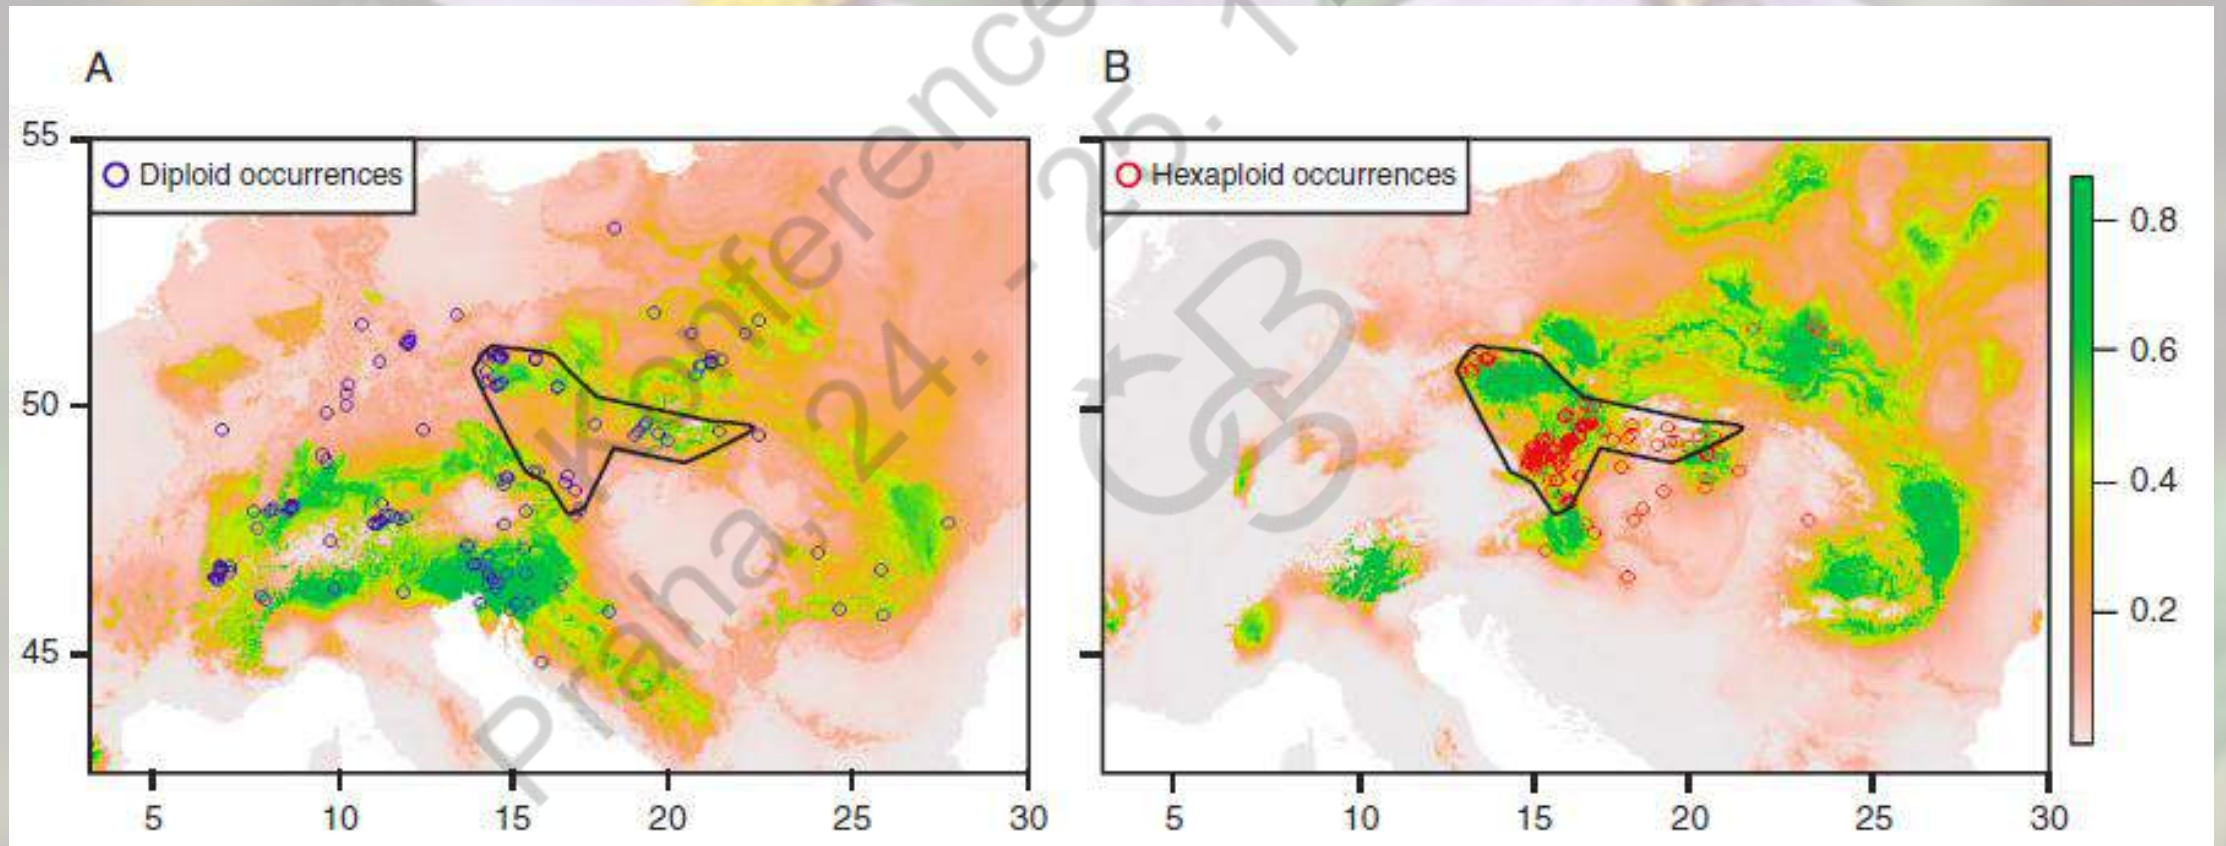 A
B
55
50
45
Diploid occurrences
Hexaploid occurrences
0.8
0.6
0.4
0.2
5 10 15 20 25 30
5 10 15 20 25 30
Konference
ČBS
Praha, 24. - 25. 1